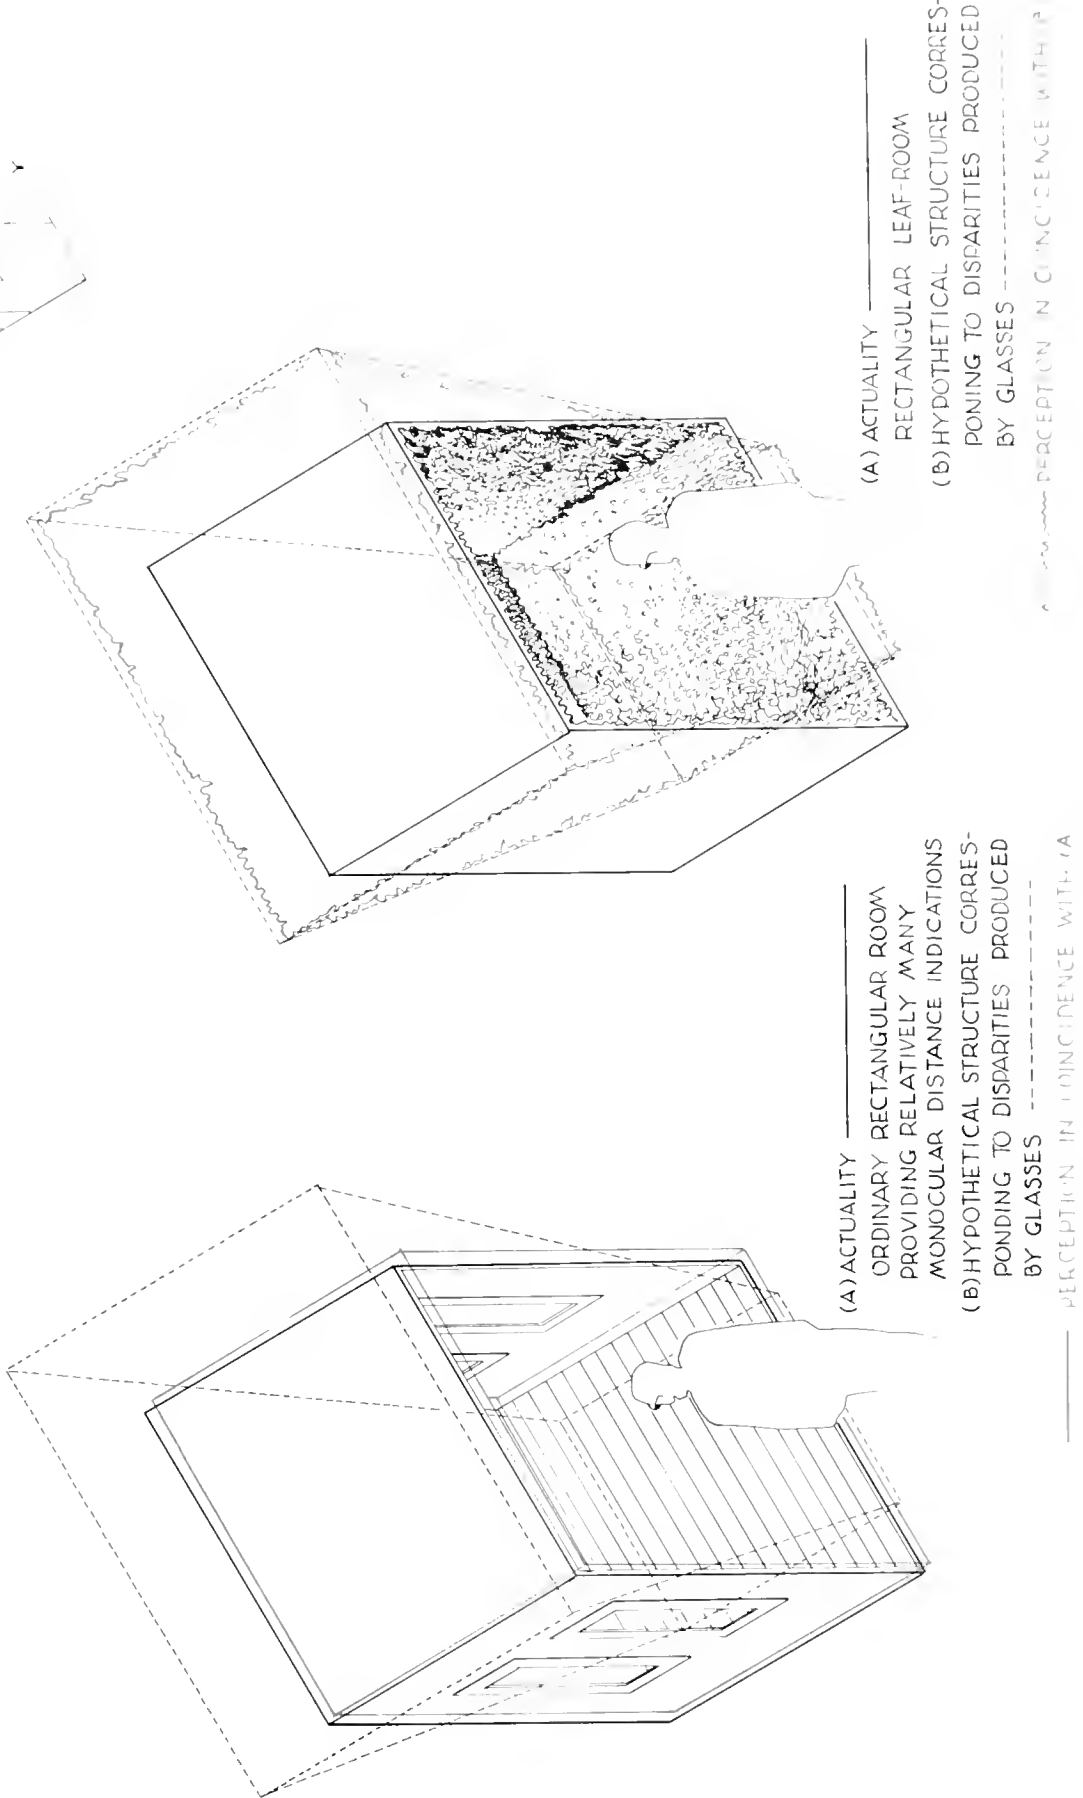 (A) ACTUALITY
ORDINARY RECTANGULAR ROOM
PROVIDING RELATIVELY MANY
MONOCULAR DISTANCE INDICATIONS
(B) HYPOTHETICAL STRUCTURE CORRES-
PONDING TO DISPARITIES PRODUCED
BY GLASSES
PERCEPTION IN COINCIDENCE WITH (A
(A) ACTUALITY
RECTANGULAR LEAF-ROOM
(B) HYPOTHETICAL STRUCTURE CORRES-
PONING TO DISPARITIES PRODUCED
BY GLASSES
PERCEPTION IN COINCIDENCE WITH
Y